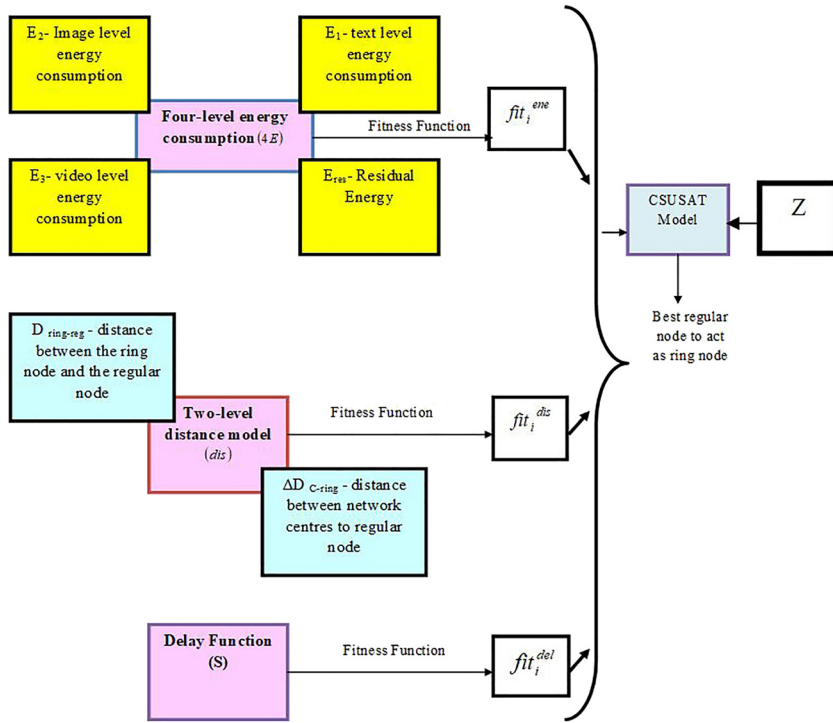 E2- Image level
energy
consumption
E1- text level
energy
consumption
Four-level energy
consumption (4E)
Fitness Function
fit_i^ene
E3- video level
energy
consumption
Eres- Residual
Energy
CSUSAT
Model
Z
Best regular
node to act
as ring node
D ring-reg - distance
between the ring
node and the regular
node
Two-level
distance model
(dis)
Fitness Function
fit_i^dis
ΔD C-ring - distance
between network
centres to regular
node
Delay Function
(S)
Fitness Function
fit_i^del